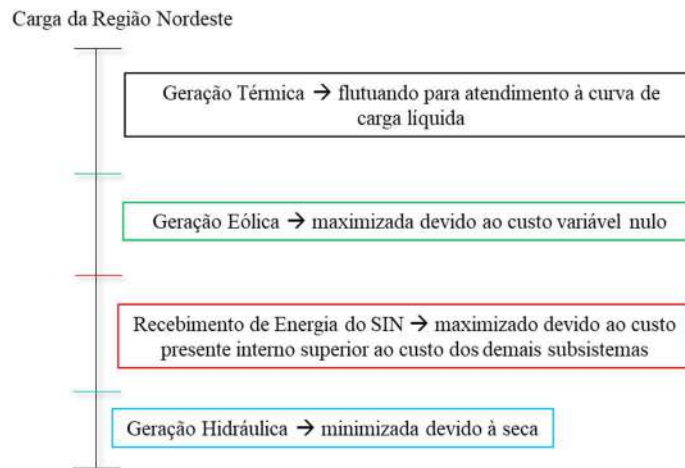 Carga da Região Nordeste
Geração Térmica → flutuando para atendimento à curva de
carga líquida
Geração Eólica → maximizada devido ao custo variável nulo
Recebimento de Energia do SIN → maximizado devido ao custo
presente interno superior ao custo dos demais subsistemas
Geração Hidráulica → minimizada devido à seca